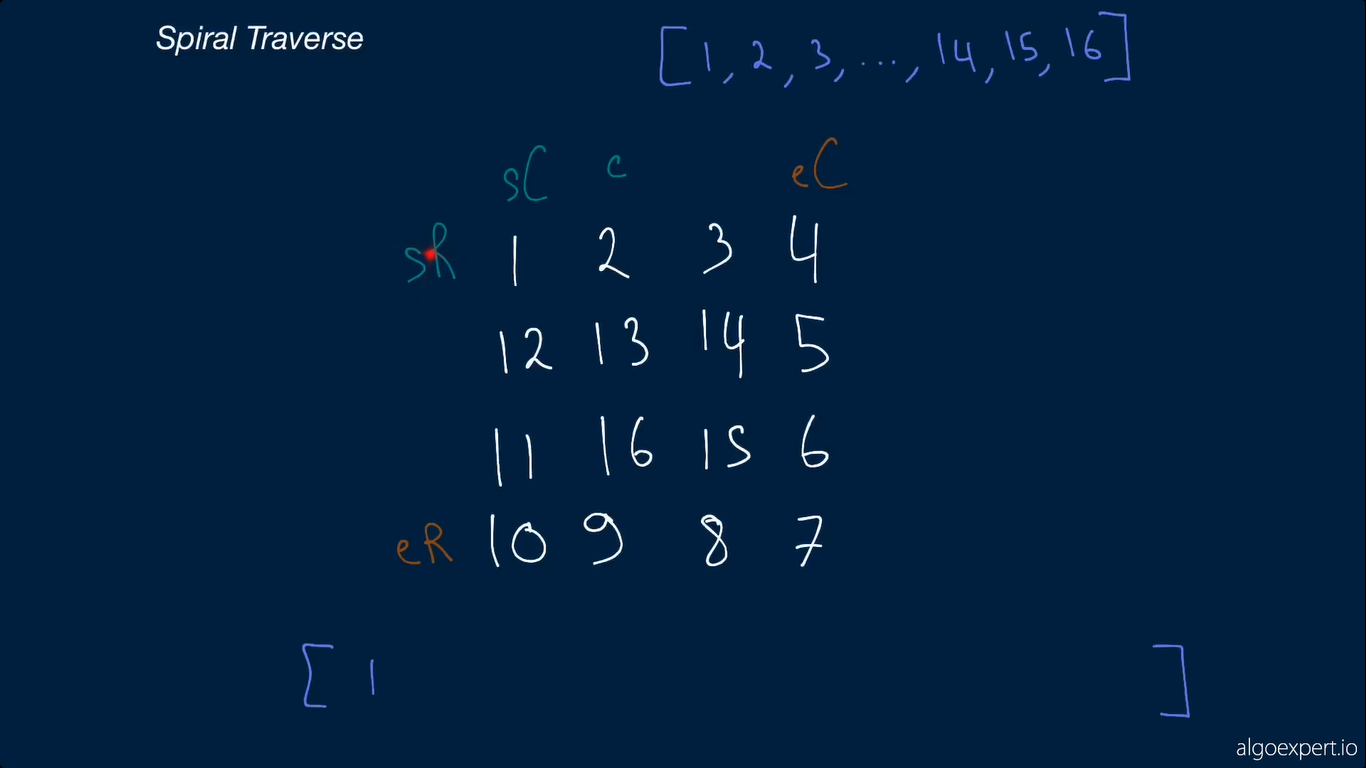 Spiral Traverse
[1, 2, 3, ..., 14, 15, 16]
sC c eC
sR 1 2 3 4
12 13 14 5
11 16 15 6
eR 10 9 8 7
[ 1 ]
algoexpert.io